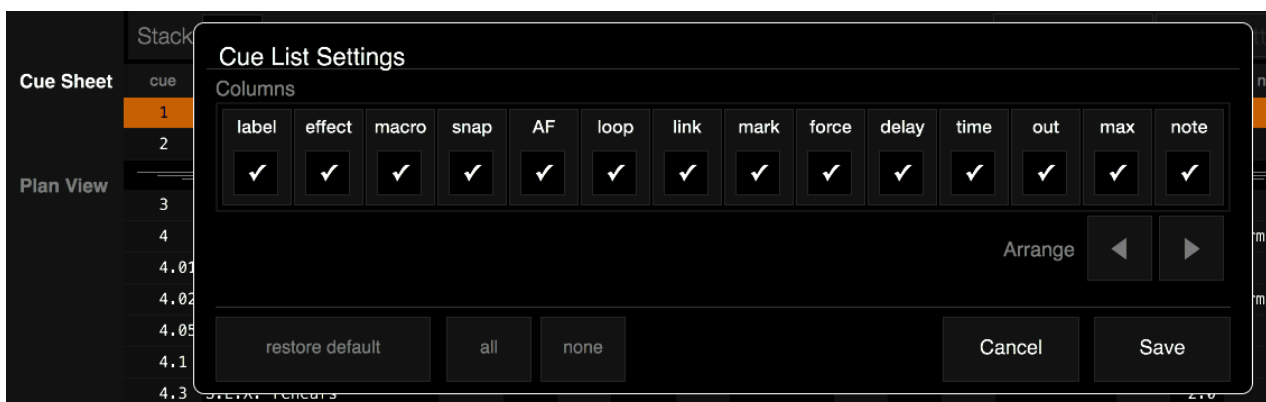 Stack
Cue List Settings
Cue Sheet
cue
Columns
1
label effect macro snap AF loop link mark force delay time out max note
2
Plan View
3
4
Arrange
4.01
4.02
4.05
restore default all none Cancel Save
4.1
4.3
2.0